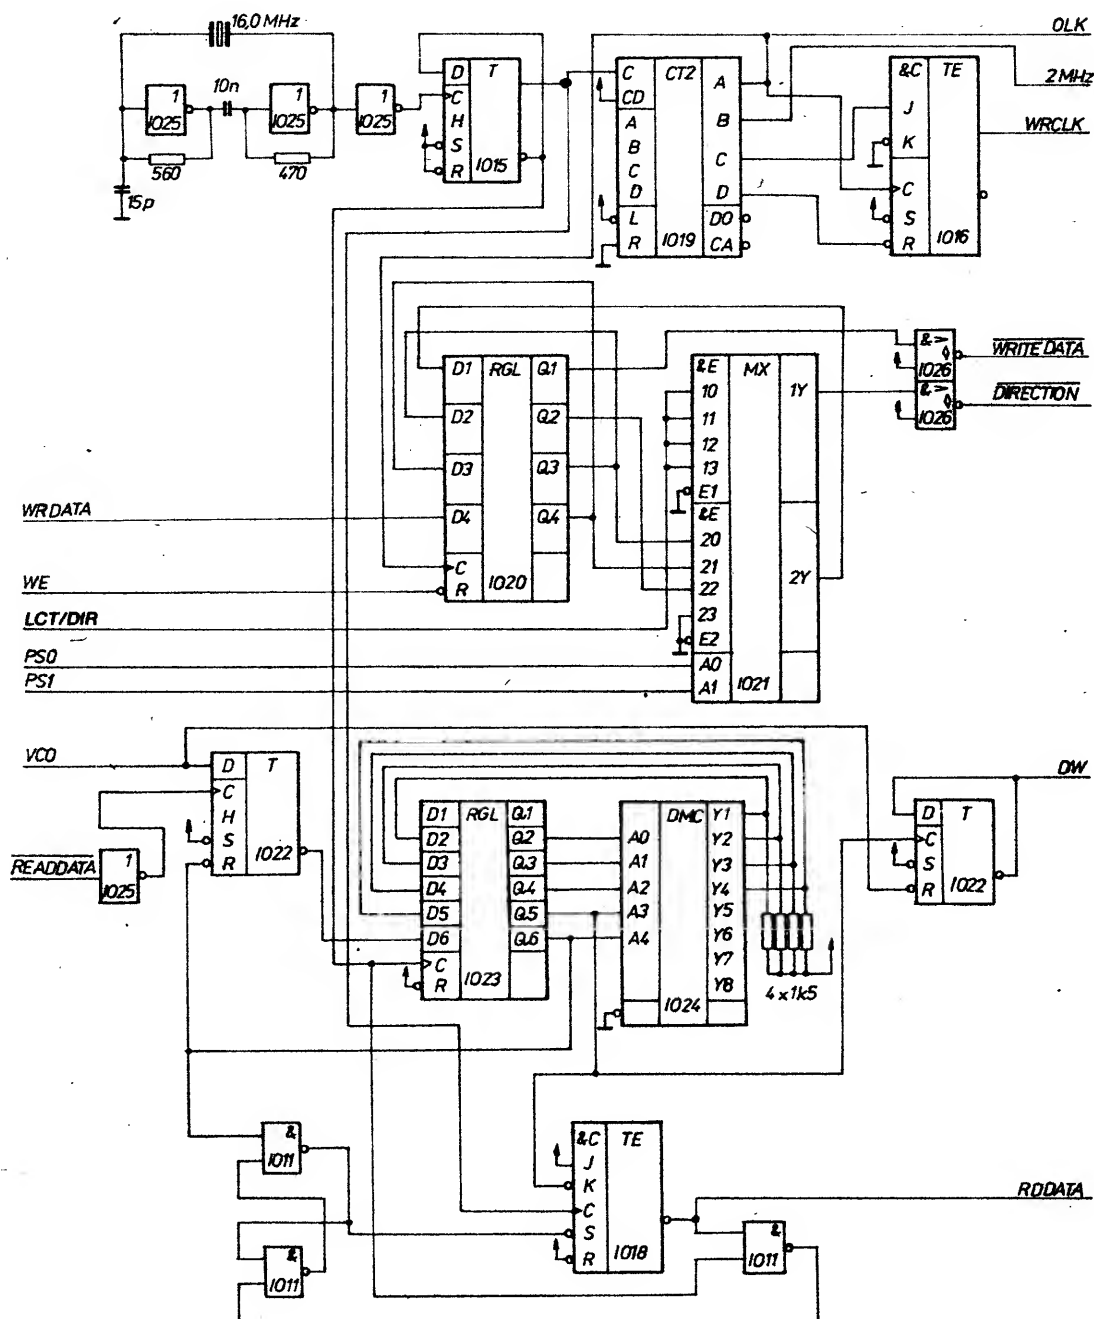 16,0 MHz
1
IO25
10n
1
IO25
1
IO25
560
470
15p
D T
C
H
S
R
IO15
C CT2 A
CD
A B
B
C C
D D
L DO
R IO19 CA
&C TE
J
K
C
S
R IO16
OLK
2 MHz
WRCLK
D1 RGL Q1
D2 Q2
D3 Q3
D4 Q4
C
R IO20
&E MX
10 1Y
11
12
13
E1
&E
20
21 2Y
22
23
E2
A0
A1 IO21
&>
IO26
&>
IO26
WRITE DATA
DIRECTION
WRDATA
WE
LCT/DIR
PS0
PS1
VCO
D T
C
H
S
R IO22
READDATA
1
IO25
D1 RGL Q1
D2 Q2
D3 Q3
D4 Q4
D5 Q5
D6 Q6
C
R IO23
DMC Y1
A0 Y2
A1 Y3
A2 Y4
A3 Y5
A4 Y6
Y7
IO24 Y8
4 x 1k5
D T
C
S
R IO22
DW
&
IO11
&
IO11
&C TE
J
K
C
S
R IO18
&
IO11
RDDATA